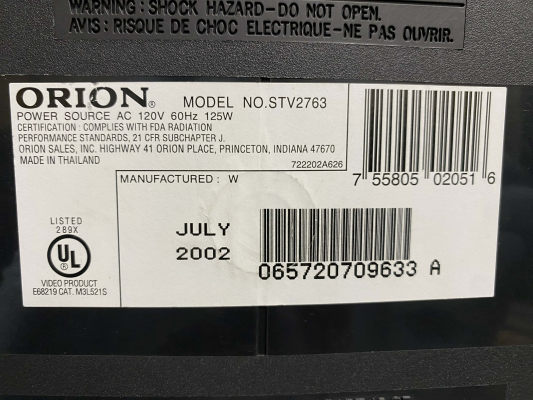 WARNING: SHOCK HAZARD-DO NOT OPEN.
AVIS: RISQUE DE CHOC ELECTRIQUE-NE PAS OUVRIR.
ORION® MODEL NO.STV2763
POWER SOURCE AC 120V 60Hz 125W
CERTIFICATION: COMPLIES WITH FDA RADIATION
PERFORMANCE STANDARDS, 21 CFR SUBCHAPTER J.
ORION SALES, INC. HIGHWAY 41 ORION PLACE, PRINCETON, INDIANA 47670
MADE IN THAILAND 722202A626
7 55805 02051 6
MANUFACTURED: W
JULY
2002
065720709633 A
LISTED
289X
UL
®
VIDEO PRODUCT
E68219 CAT. M3L521S